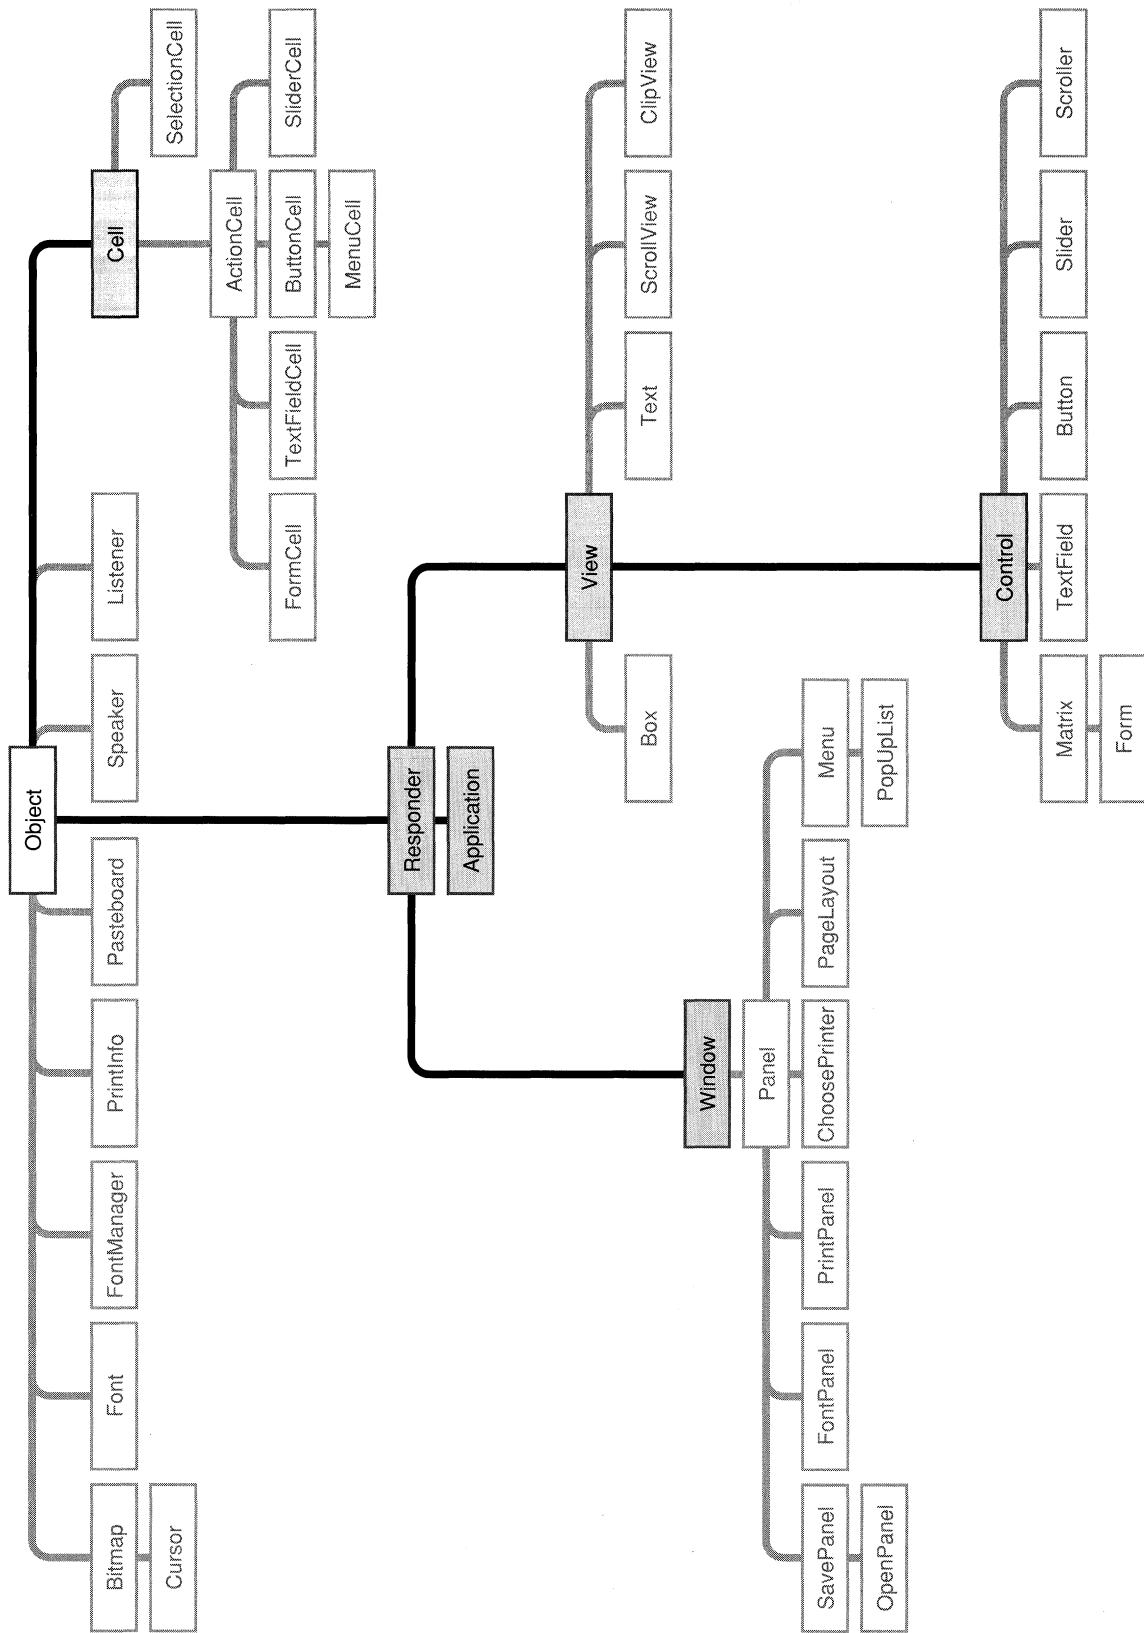 Object
Bitmap
Font
FontManager
PrintInfo
Pasteboard
Speaker
Listener
Cell
Cursor
SelectionCell
ActionCell
FormCell
TextFieldCell
ButtonCell
SliderCell
MenuCell
Responder
Application
View
Box
Text
ScrollView
ClipView
Window
Panel
SavePanel
FontPanel
PrintPanel
ChoosePrinter
PageLayout
Menu
OpenPanel
PopUpList
Control
Matrix
TextField
Button
Slider
Scroller
Form